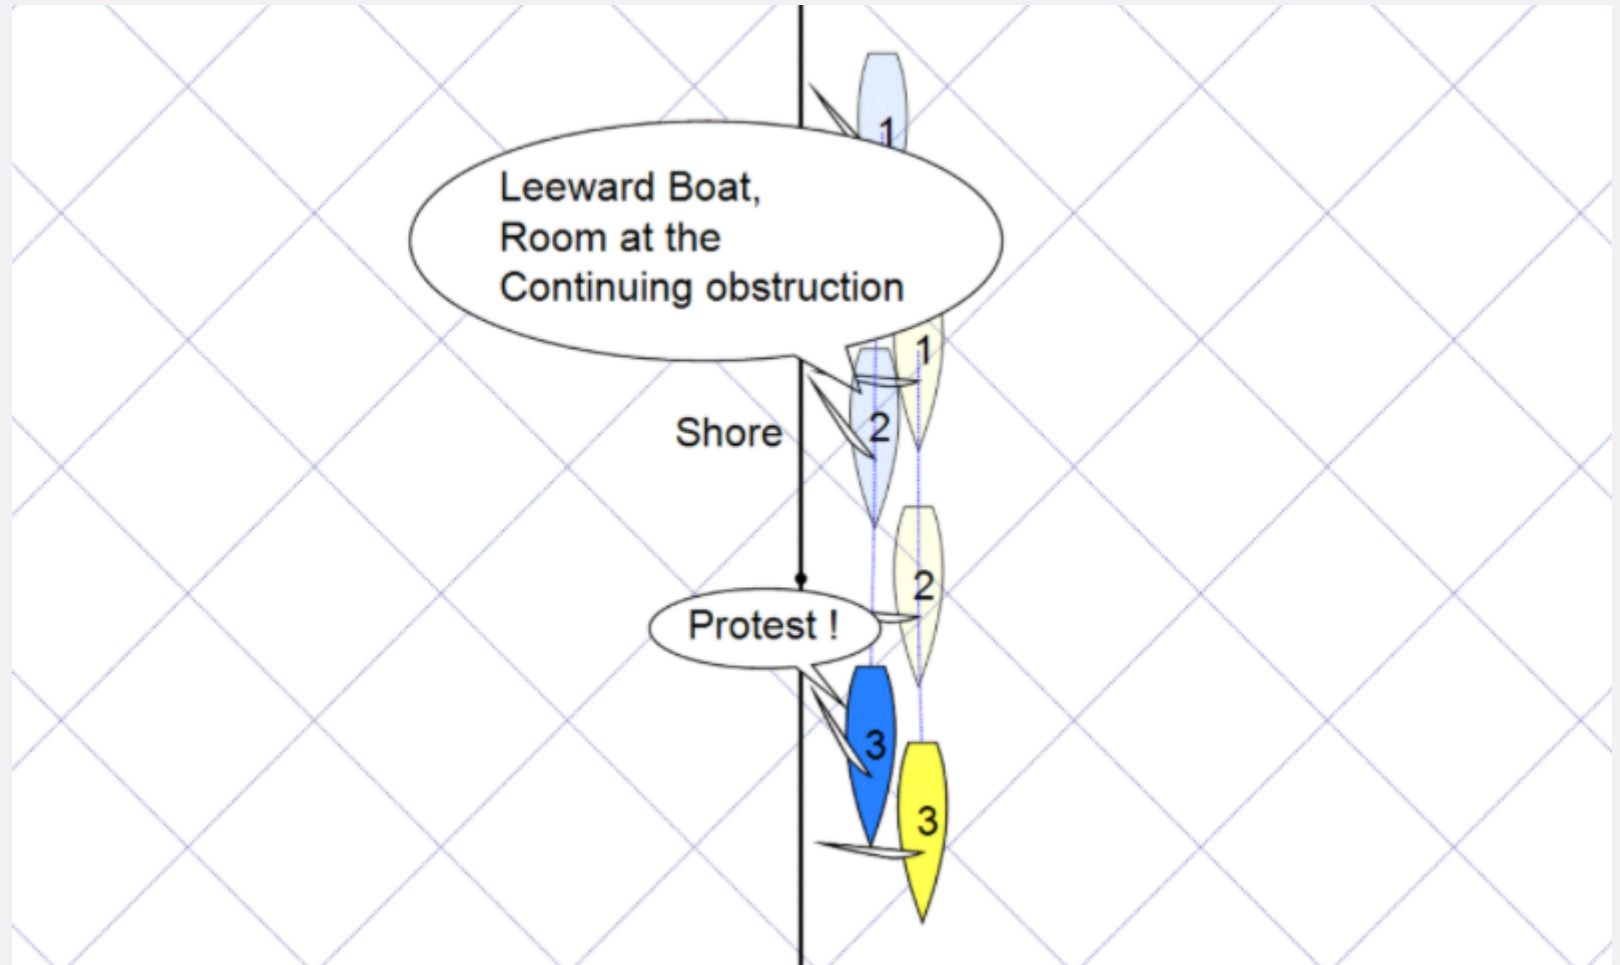 1
Leeward Boat,
Room at the
Continuing obstruction
1
2
Shore
2
Protest !
3
3